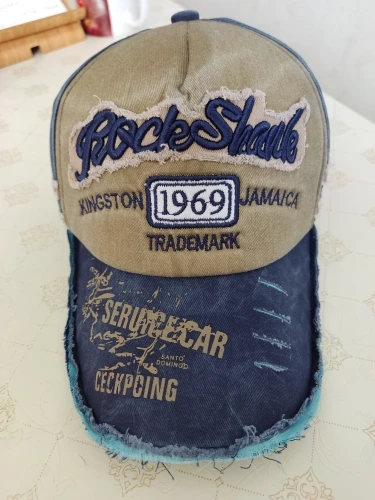 RockShark
KINGSTON 1969 JAMAICA
TRADEMARK
SERUICECAR
SANTO
DOMINGO
CECKPCING